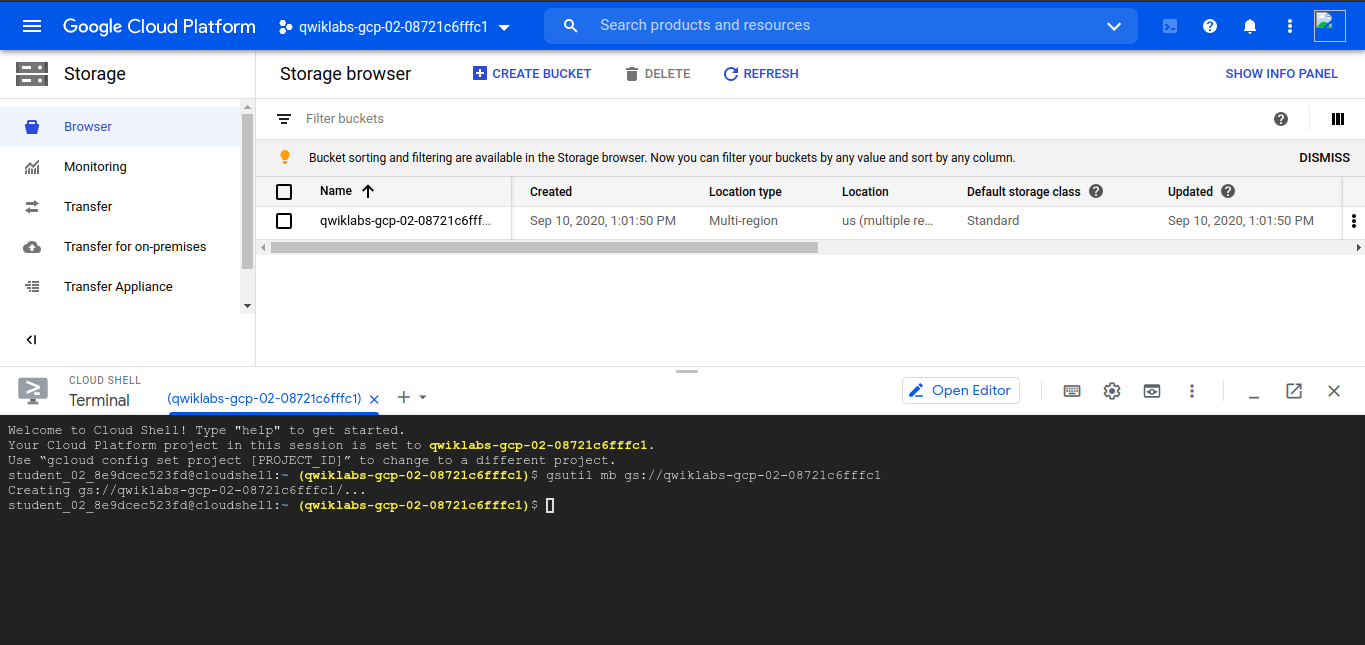 Google Cloud Platform
qwiklabs-gcp-02-08721c6fffc1
Search products and resources
Storage
Storage browser
CREATE BUCKET
DELETE
REFRESH
SHOW INFO PANEL
Browser
Monitoring
Transfer
Transfer for on-premises
Transfer Appliance
Filter buckets
Bucket sorting and filtering are available in the Storage browser. Now you can filter your buckets by any value and sort by any column.
DISMISS
Name Created Location type Location Default storage class Updated
qwiklabs-gcp-02-08721c6fff... Sep 10, 2020, 1:01:50 PM Multi-region us (multiple re... Standard Sep 10, 2020, 1:01:50 PM
CLOUD SHELL
Terminal
(qwiklabs-gcp-02-08721c6fffc1)
Open Editor
Welcome to Cloud Shell! Type "help" to get started.
Your Cloud Platform project in this session is set to qwiklabs-gcp-02-08721c6fffc1.
Use “gcloud config set project [PROJECT_ID]” to change to a different project.
student_02_8e9dcec523fd@cloudshell:~ (qwiklabs-gcp-02-08721c6fffc1)$ gsutil mb gs://qwiklabs-gcp-02-08721c6fffc1
Creating gs://qwiklabs-gcp-02-08721c6fffc1/...
student_02_8e9dcec523fd@cloudshell:~ (qwiklabs-gcp-02-08721c6fffc1)$